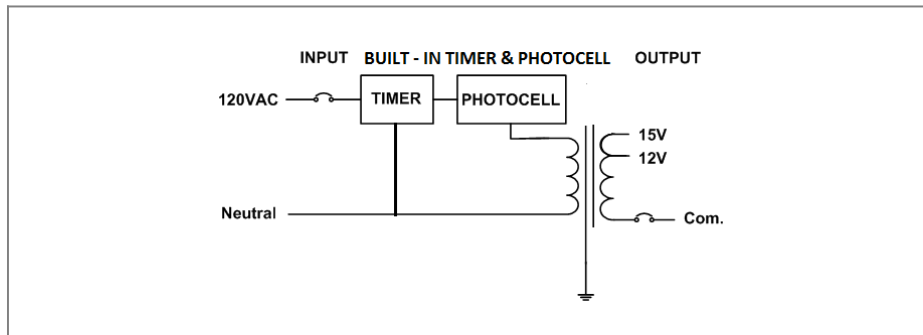 INPUT BUILT - IN TIMER & PHOTOCELL OUTPUT
120VAC TIMER PHOTOCELL
15V
12V
Neutral Com.